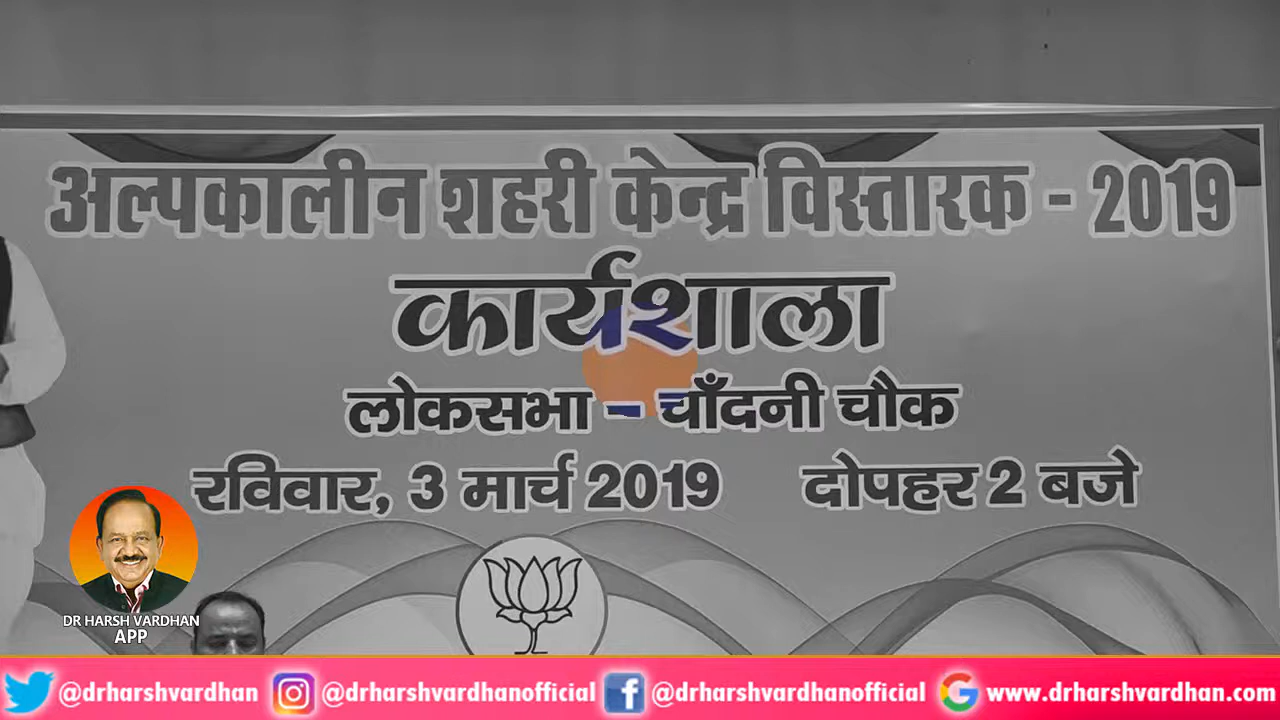 अल्पकालीन शहरी केन्द्र विस्तारक - 2019
कार्यशाला
लोकसभा - चाँदनी चौक
रविवार, 3 मार्च 2019 दोपहर 2 बजे
DR HARSH VARDHAN
APP
@drharshvardhan @drharshvardhanofficial @drharshvardhanofficial www.drharshvardhan.com